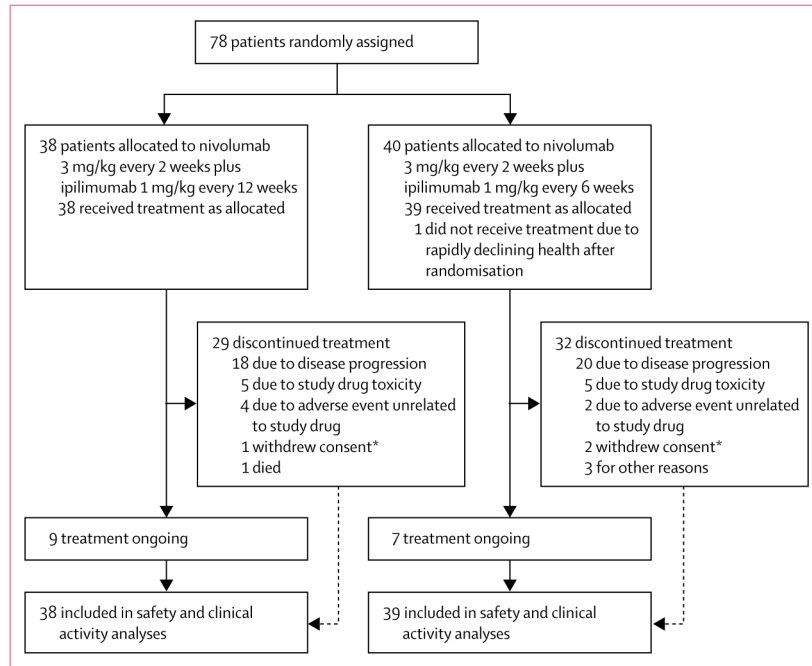 78 patients randomly assigned
38 patients allocated to nivolumab
3 mg/kg every 2 weeks plus
ipilimumab 1 mg/kg every 12 weeks
38 received treatment as allocated
40 patients allocated to nivolumab
3 mg/kg every 2 weeks plus
ipilimumab 1 mg/kg every 6 weeks
39 received treatment as allocated
1 did not receive treatment due to
rapidly declining health after
randomisation
29 discontinued treatment
18 due to disease progression
5 due to study drug toxicity
4 due to adverse event unrelated
to study drug
1 withdrew consent*
1 died
32 discontinued treatment
20 due to disease progression
5 due to study drug toxicity
2 due to adverse event unrelated
to study drug
2 withdrew consent*
3 for other reasons
9 treatment ongoing
7 treatment ongoing
38 included in safety and clinical
activity analyses
39 included in safety and clinical
activity analyses